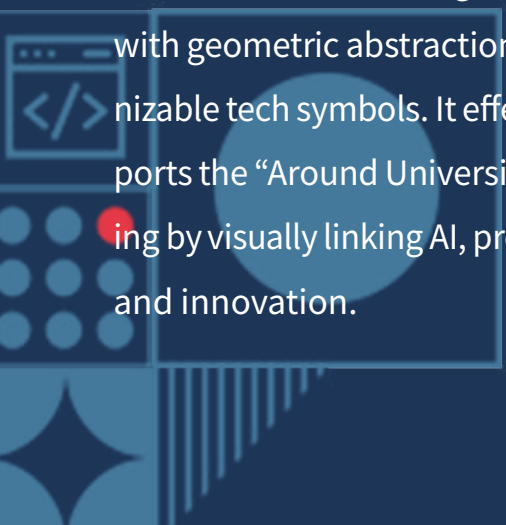 with geometric abstraction
nizable tech symbols. It effe
ports the “Around Universi
ing by visually linking AI, pr
and innovation.